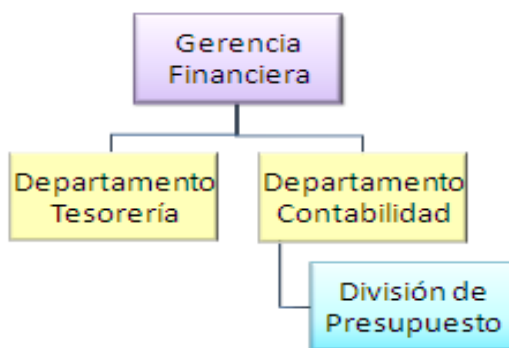 Gerencia
Financiera
Departamento
Tesorería
Departamento
Contabilidad
División de
Presupuesto